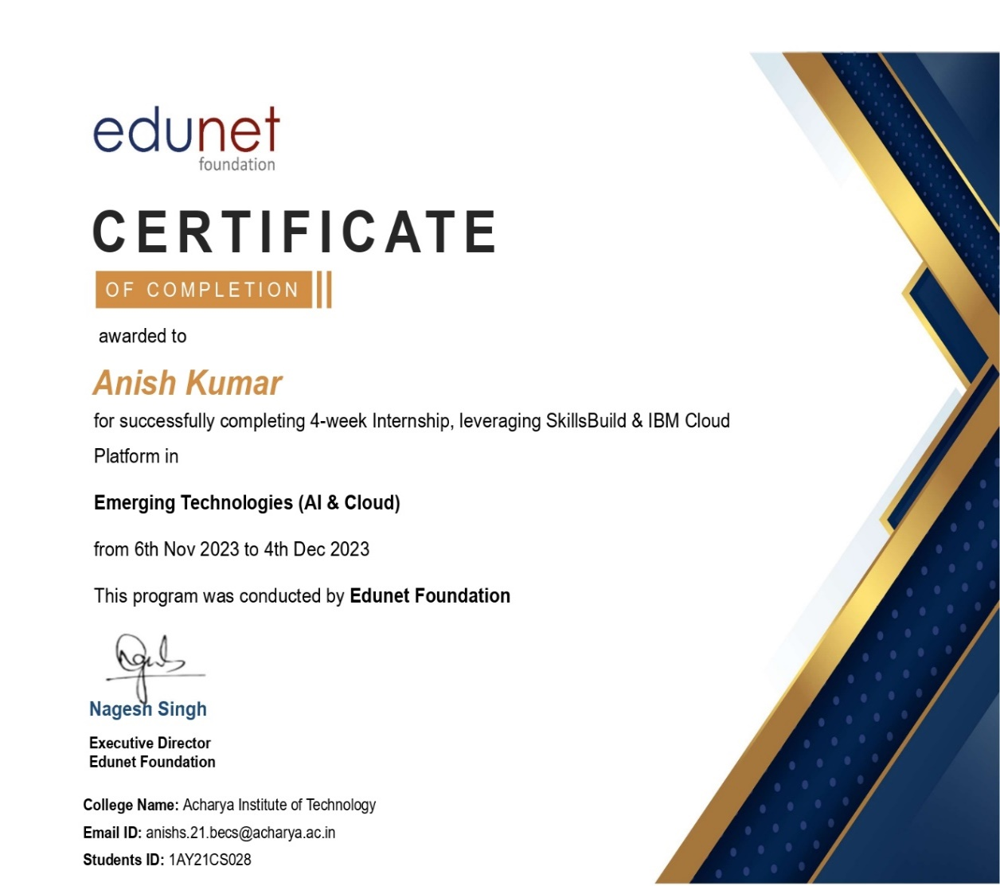 edunet
foundation
CERTIFICATE
OF COMPLETION
awarded to
Anish Kumar
for successfully completing 4-week Internship, leveraging SkillsBuild & IBM Cloud
Platform in
Emerging Technologies (AI & Cloud)
from 6th Nov 2023 to 4th Dec 2023
This program was conducted by Edunet Foundation
Nagesh Singh
Executive Director
Edunet Foundation
College Name: Acharya Institute of Technology
Email ID: anishs.21.becs@acharya.ac.in
Students ID: 1AY21CS028